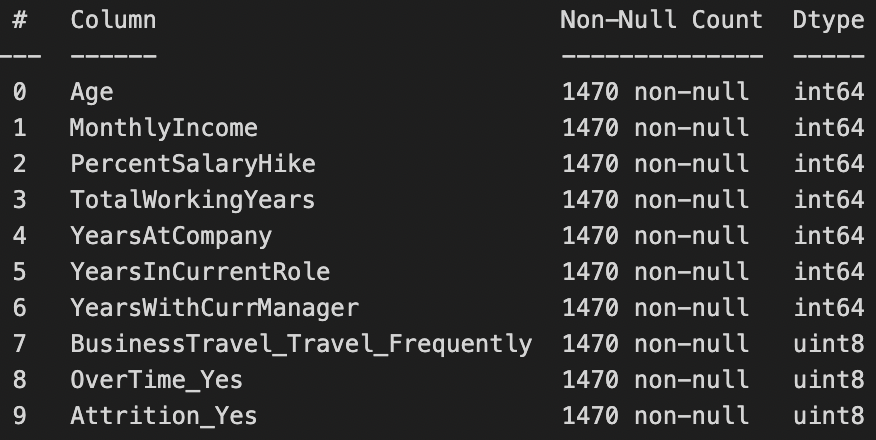 #   Column                            Non-Null Count  Dtype
---  ------                            --------------  -----
0   Age                               1470 non-null   int64
1   MonthlyIncome                     1470 non-null   int64
2   PercentSalaryHike                 1470 non-null   int64
3   TotalWorkingYears                 1470 non-null   int64
4   YearsAtCompany                    1470 non-null   int64
5   YearsInCurrentRole                1470 non-null   int64
6   YearsWithCurrManager              1470 non-null   int64
7   BusinessTravel_Travel_Frequently  1470 non-null   uint8
8   OverTime_Yes                      1470 non-null   uint8
9   Attrition_Yes                     1470 non-null   uint8